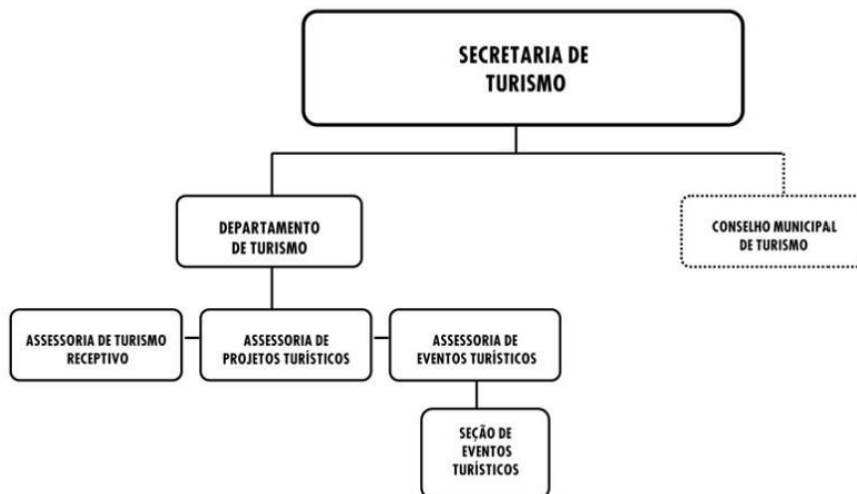 SECRETARIA DE
TURISMO
DEPARTAMENTO
DE TURISMO
CONSELHO MUNICIPAL
DE TURISMO
ASSESSORIA DE TURISMO
RECEPTIVO
ASSESSORIA DE
PROJETOS TURÍSTICOS
ASSESSORIA DE
EVENTOS TURÍSTICOS
SEÇÃO DE
EVENTOS
TURÍSTICOS